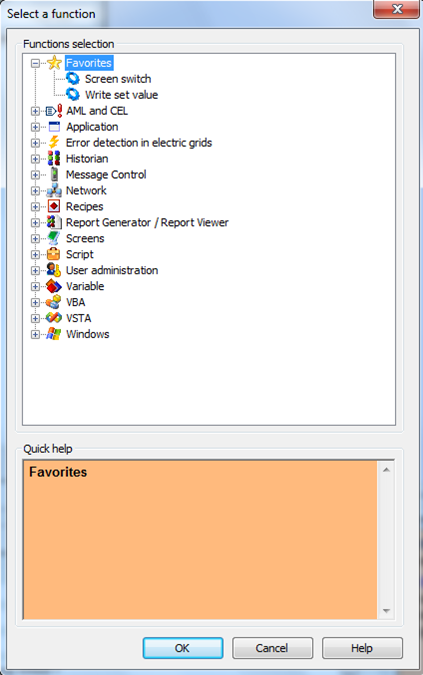 Select a function
Functions selection
Favorites
Screen switch
Write set value
AML and CEL
Application
Error detection in electric grids
Historian
Message Control
Network
Recipes
Report Generator / Report Viewer
Screens
Script
User administration
Variable
VBA
VSTA
Windows
Quick help
Favorites
OK
Cancel
Help